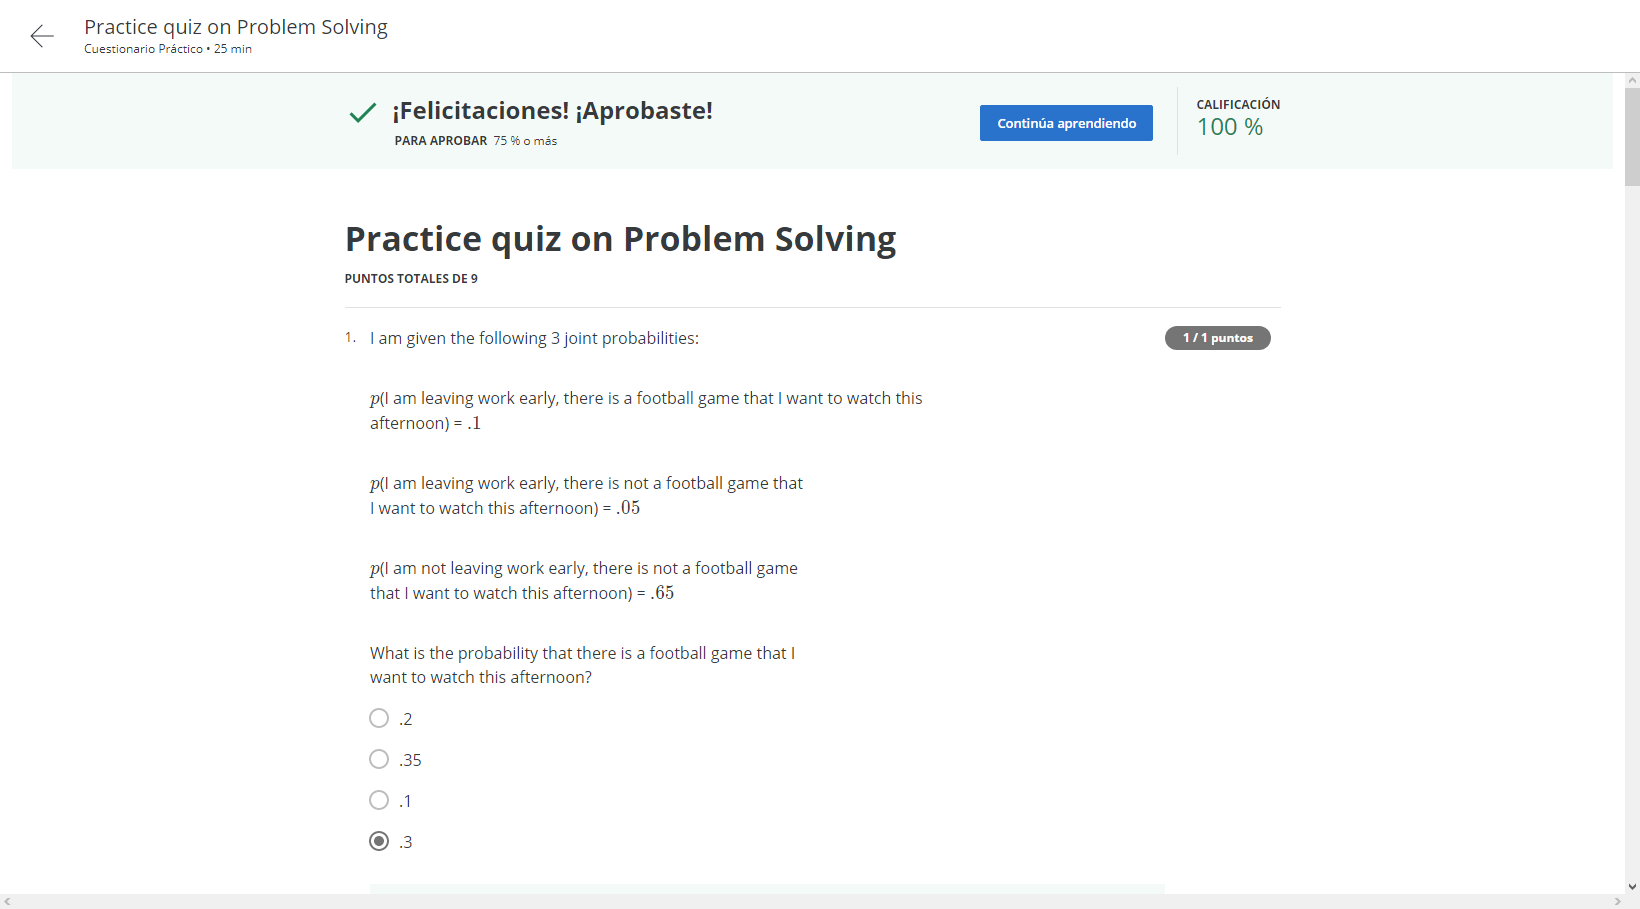 Practice quiz on Problem Solving
Cuestionario Práctico • 25 min
¡Felicitaciones! ¡Aprobaste!
PARA APROBAR 75 % o más
Continúa aprendiendo
CALIFICACIÓN
100 %
Practice quiz on Problem Solving
PUNTOS TOTALES DE 9
1. I am given the following 3 joint probabilities:
1 / 1 puntos
p(I am leaving work early, there is a football game that I want to watch this
afternoon) = .1
p(I am leaving work early, there is not a football game that
I want to watch this afternoon) = .05
p(I am not leaving work early, there is not a football game
that I want to watch this afternoon) = .65
What is the probability that there is a football game that I
want to watch this afternoon?
.2
.35
.1
.3